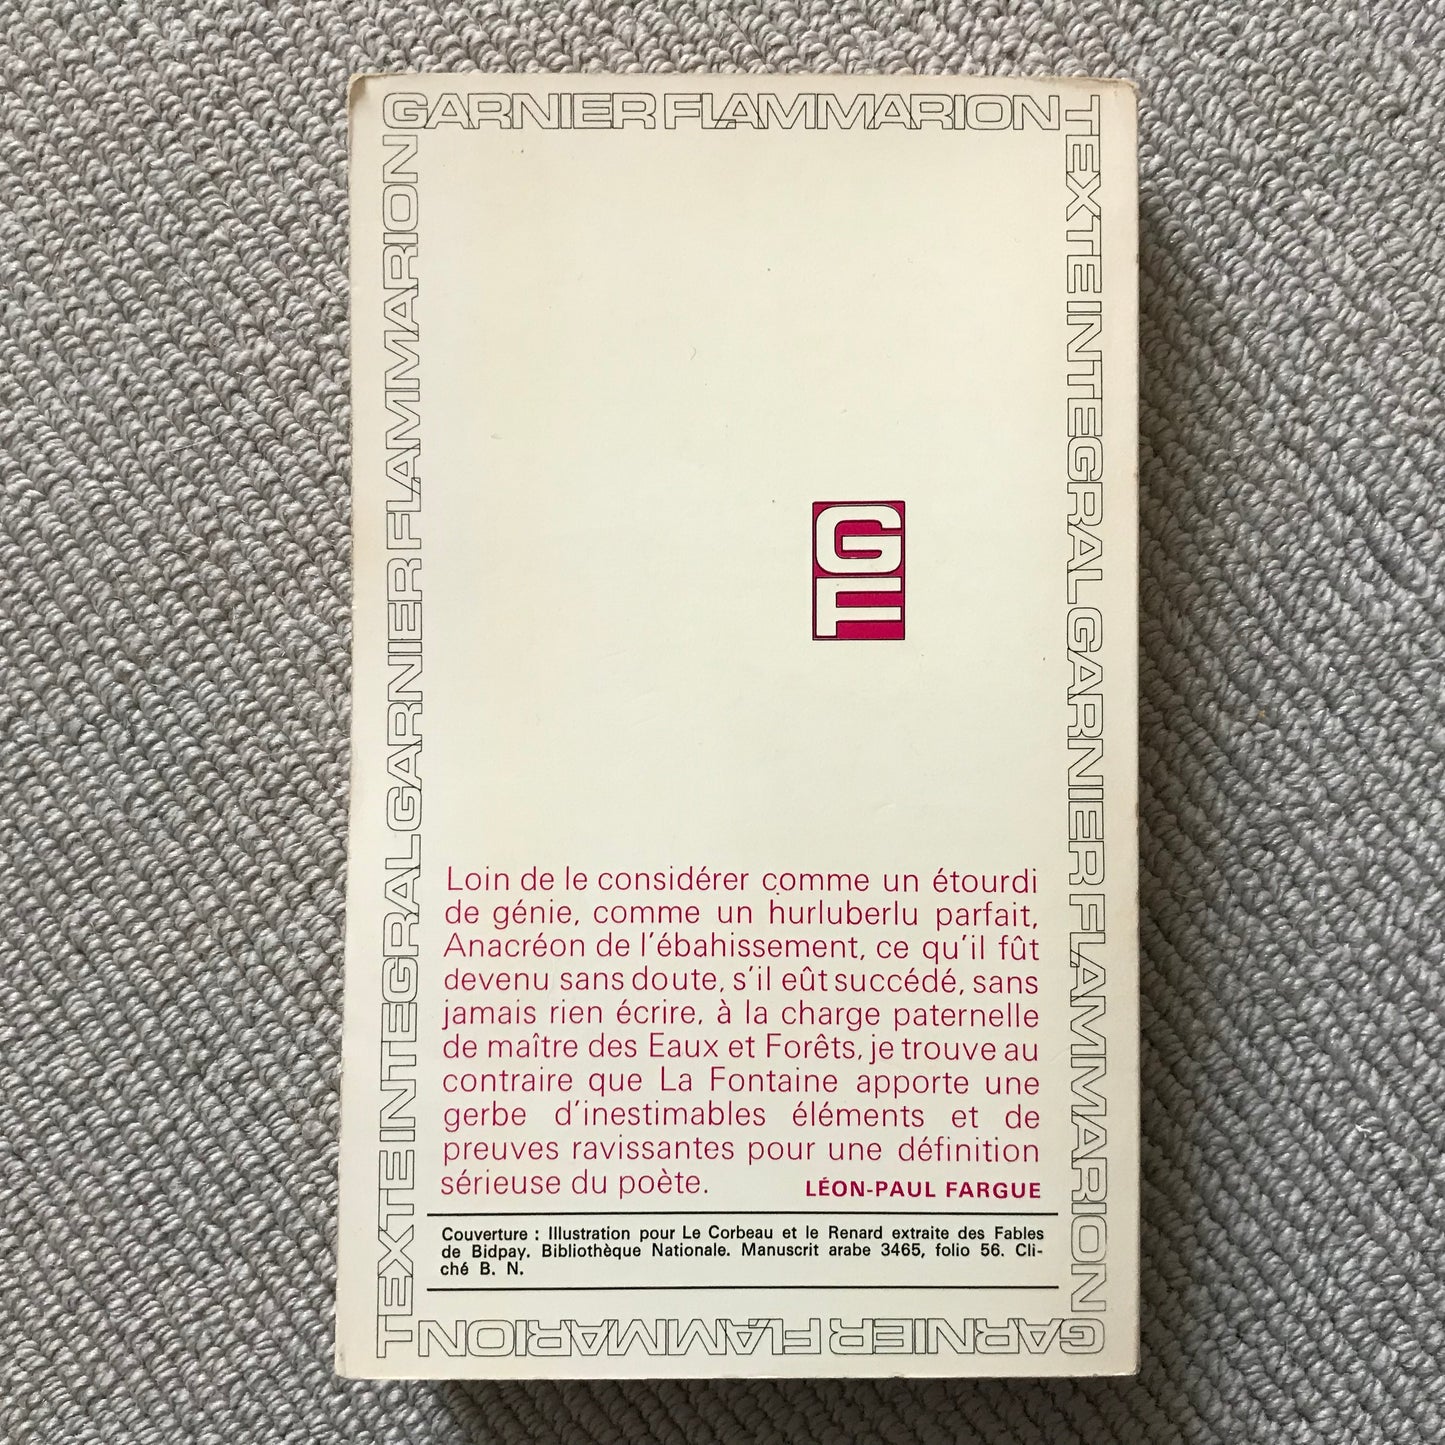 GARNIER FLAMMARION
TEXTE INTEGRAL GARNIER FLAMMARION
TEXTE INTEGRAL GARNIER FLAMMARION
G
F
Loin de le considérer comme un étourdi
de génie, comme un hurluberlu parfait,
Anacréon de l'ébahissement, ce qu'il fût
devenu sans doute, s'il eût succédé, sans
jamais rien écrire, à la charge paternelle
de maître des Eaux et Forêts, je trouve au
contraire que La Fontaine apporte une
gerbe d'inestimables éléments et de
preuves ravissantes pour une définition
sérieuse du poète. LÉON-PAUL FARGUE
Couverture : Illustration pour Le Corbeau et le Renard extraite des Fables
de Bidpay. Bibliothèque Nationale. Manuscrit arabe 3465, folio 56. Cli-
ché B. N.
GARNIER FLAMMARION